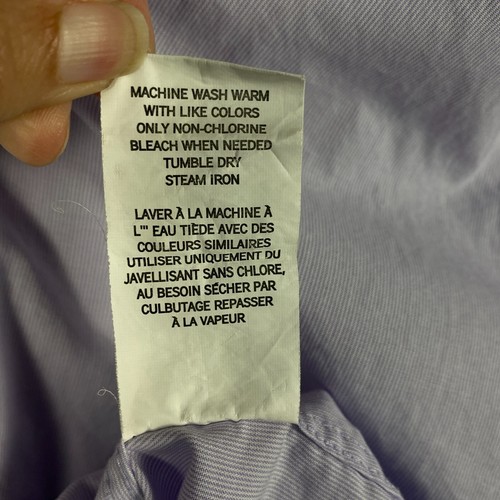 MACHINE WASH WARM
WITH LIKE COLORS
ONLY NON-CHLORINE
BLEACH WHEN NEEDED
TUMBLE DRY
STEAM IRON
LAVER À LA MACHINE À
L''' EAU TIÈDE AVEC DES
COULEURS SIMILAIRES
UTILISER UNIQUEMENT DU
JAVELLISANT SANS CHLORE,
AU BESOIN SÉCHER PAR
CULBUTAGE REPASSER
À LA VAPEUR